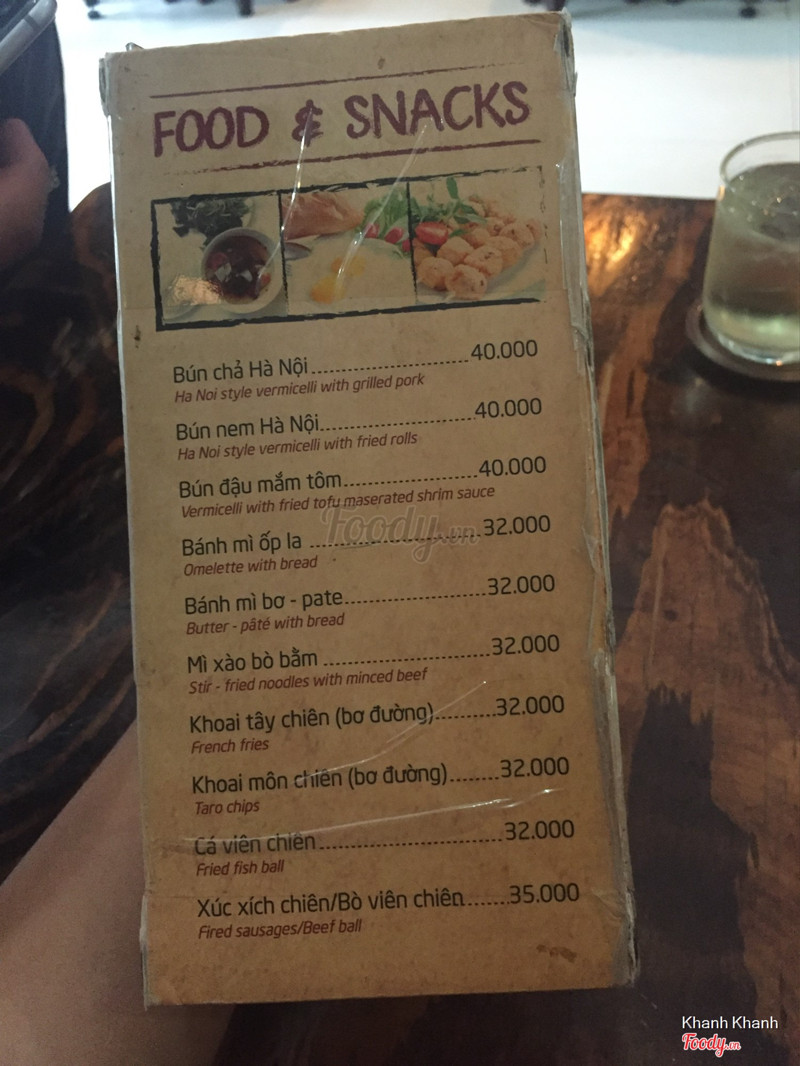 FOOD & SNACKS
Bún chả Hà Nội 40.000
Ha Noi style vermicelli with grilled pork
Bún nem Hà Nội 40.000
Ha Noi style vermicelli with fried rolls
Bún đậu mắm tôm 40.000
Vermicelli with fried tofu maserated shrim sauce
Bánh mì ốp la 32.000
Omelette with bread
Bánh mì bơ - pate 32.000
Butter - pâté with bread
Mì xào bò bằm 32.000
Stir - fried noodles with minced beef
Khoai tây chiên (bơ đường) 32.000
French fries
Khoai môn chiên (bơ đường) 32.000
Taro chips
Cá viên chiên 32.000
Fried fish ball
Xúc xích chiên/Bò viên chiên 35.000
Fired sausages/Beef ball
Foody.vn
Khanh Khanh
Foody.vn